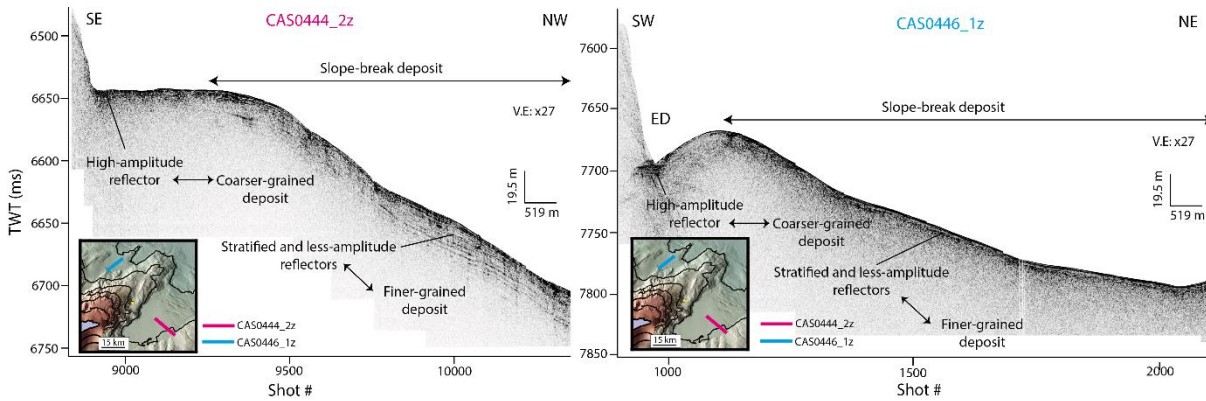 SE
CAS0444_2z
NW
6500
Slope-break deposit
V.E: x27
6650
High-amplitude
reflector
Coarser-grained
deposit
19.5 m
519 m
6600
TWT (ms)
Stratified and less-amplitude
reflectors
6650
Finer-grained
deposit
6700
15 km
CAS0444_2z
CAS0446_1z
6750
9000
9500
10000
Shot #
SW
CAS0446_1z
NE
7600
Slope-break deposit
7650
ED
V.E: x27
7700
High-amplitude
reflector
Coarser-grained
deposit
19.5 m
519 m
7750
Stratified and less-amplitude
reflectors
Finer-grained
deposit
7800
15 km
CAS0444_2z
CAS0446_1z
7850
1000
1500
2000
Shot #